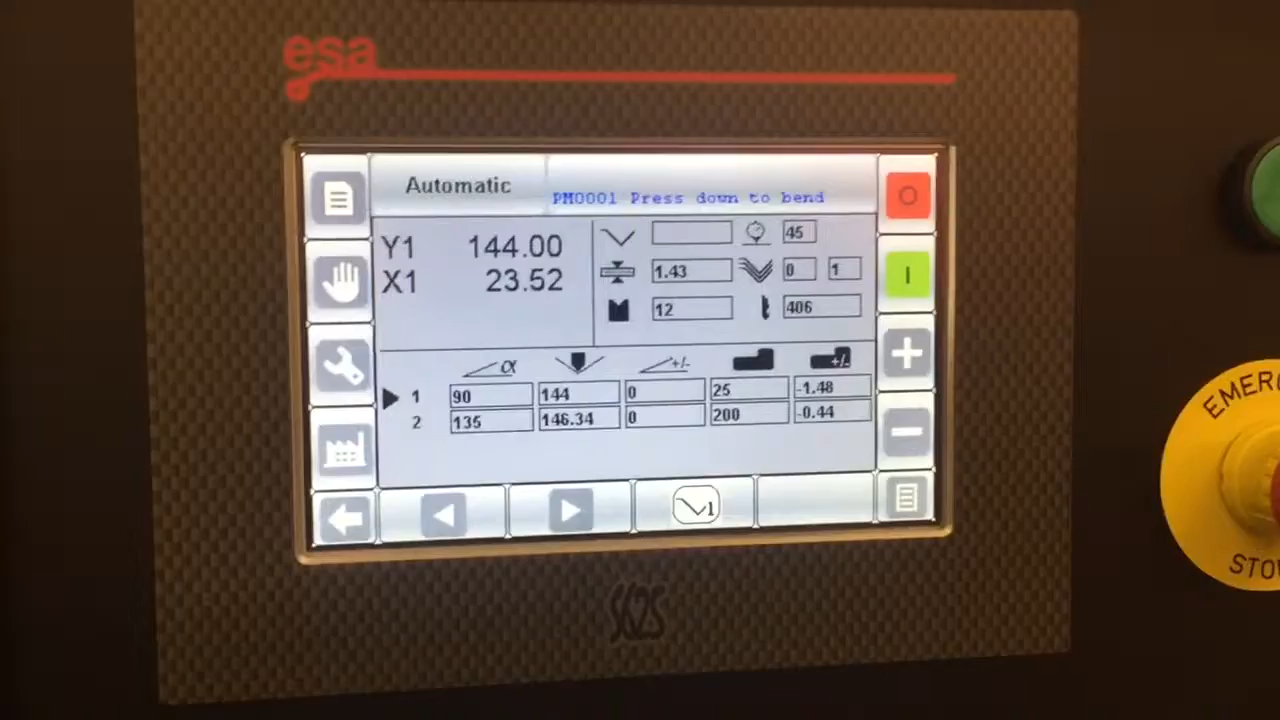 esa
Automatic
PM0001 Press down to bend
O
Y1 144.00
45
X1 23.52
1.43 0 1
I
12 406
α +/- +/-
1 90 144 0 25 -1.48
2 135 146.34 0 200 -0.44
1
EMERG
STO